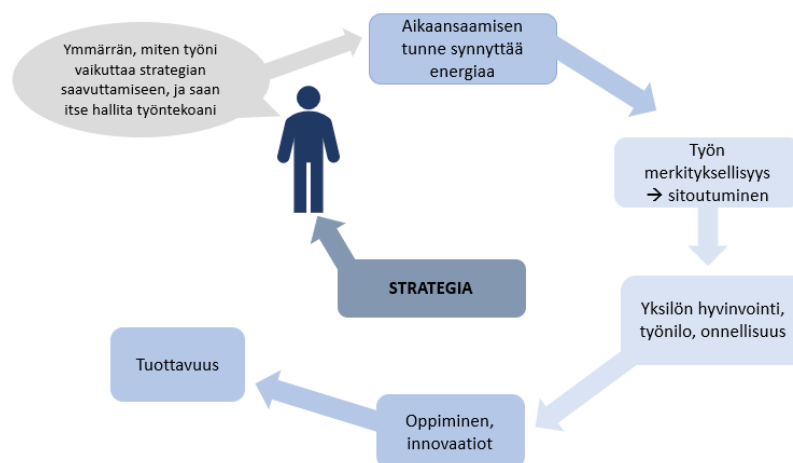 Ymmärrän, miten työni
vaikuttaa strategian
saavuttamiseen, ja saan
itse hallita työntekoani
Aikaansaamisen
tunne synnyttää
energiaa
Työn
merkityksellisyys
→ sitoutuminen
Yksilön hyvinvointi,
työnilo, onnellisuus
Oppiminen,
innovaatiot
Tuottavuus
STRATEGIA